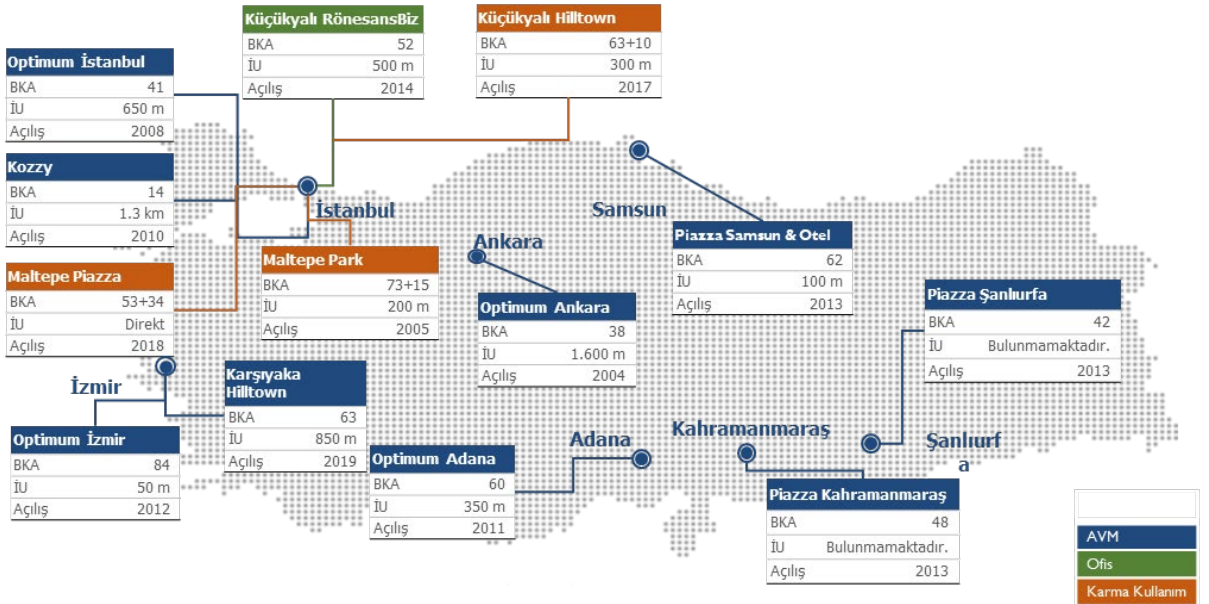 Küçükyalı RönesansBiz
BKA 52
İU 500 m
Açılış 2014
Küçükyalı Hilltown
BKA 63+10
İU 300 m
Açılış 2017
Optimum İstanbul
BKA 41
İU 650 m
Açılış 2008
Kozzy
BKA 14
İU 1.3 km
Açılış 2010
Maltepe Piazza
BKA 53+34
İU Direkt
Açılış 2018
İstanbul
Maltepe Park
BKA 73+15
İU 200 m
Açılış 2005
Ankara
Optimum Ankara
BKA 38
İU 1.600 m
Açılış 2004
Samsun
Piazza Samsun & Otel
BKA 62
İU 100 m
Açılış 2013
Piazza Şanlıurfa
BKA 42
İU Bulunmamaktadır.
Açılış 2013
İzmir
Optimum İzmir
BKA 84
İU 50 m
Açılış 2012
Karşıyaka
Hilltown
BKA 63
İU 850 m
Açılış 2019
Optimum Adana
BKA 60
İU 350 m
Açılış 2011
Adana
Kahramanmaraş
Şanlıurf
a
Piazza Kahramanmaraş
BKA 48
İU Bulunmamaktadır.
Açılış 2013
AVM
Ofis
Karma Kullanım